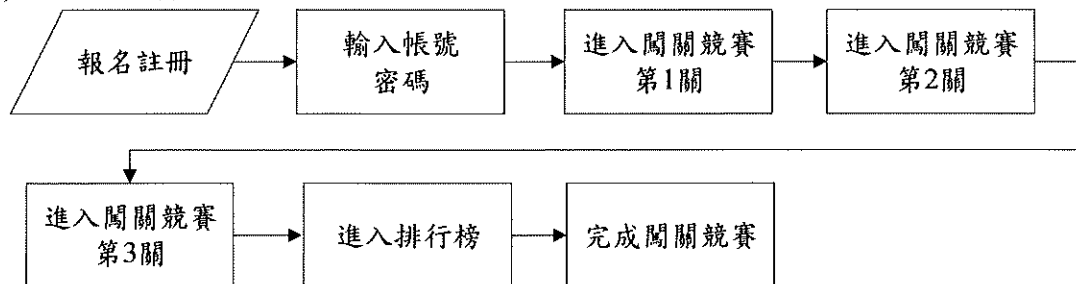 報名註冊
輸入帳號
密碼
進入闖關競賽
第1關
進入闖關競賽
第2關
進入闖關競賽
第3關
進入排行榜
完成闖關競賽